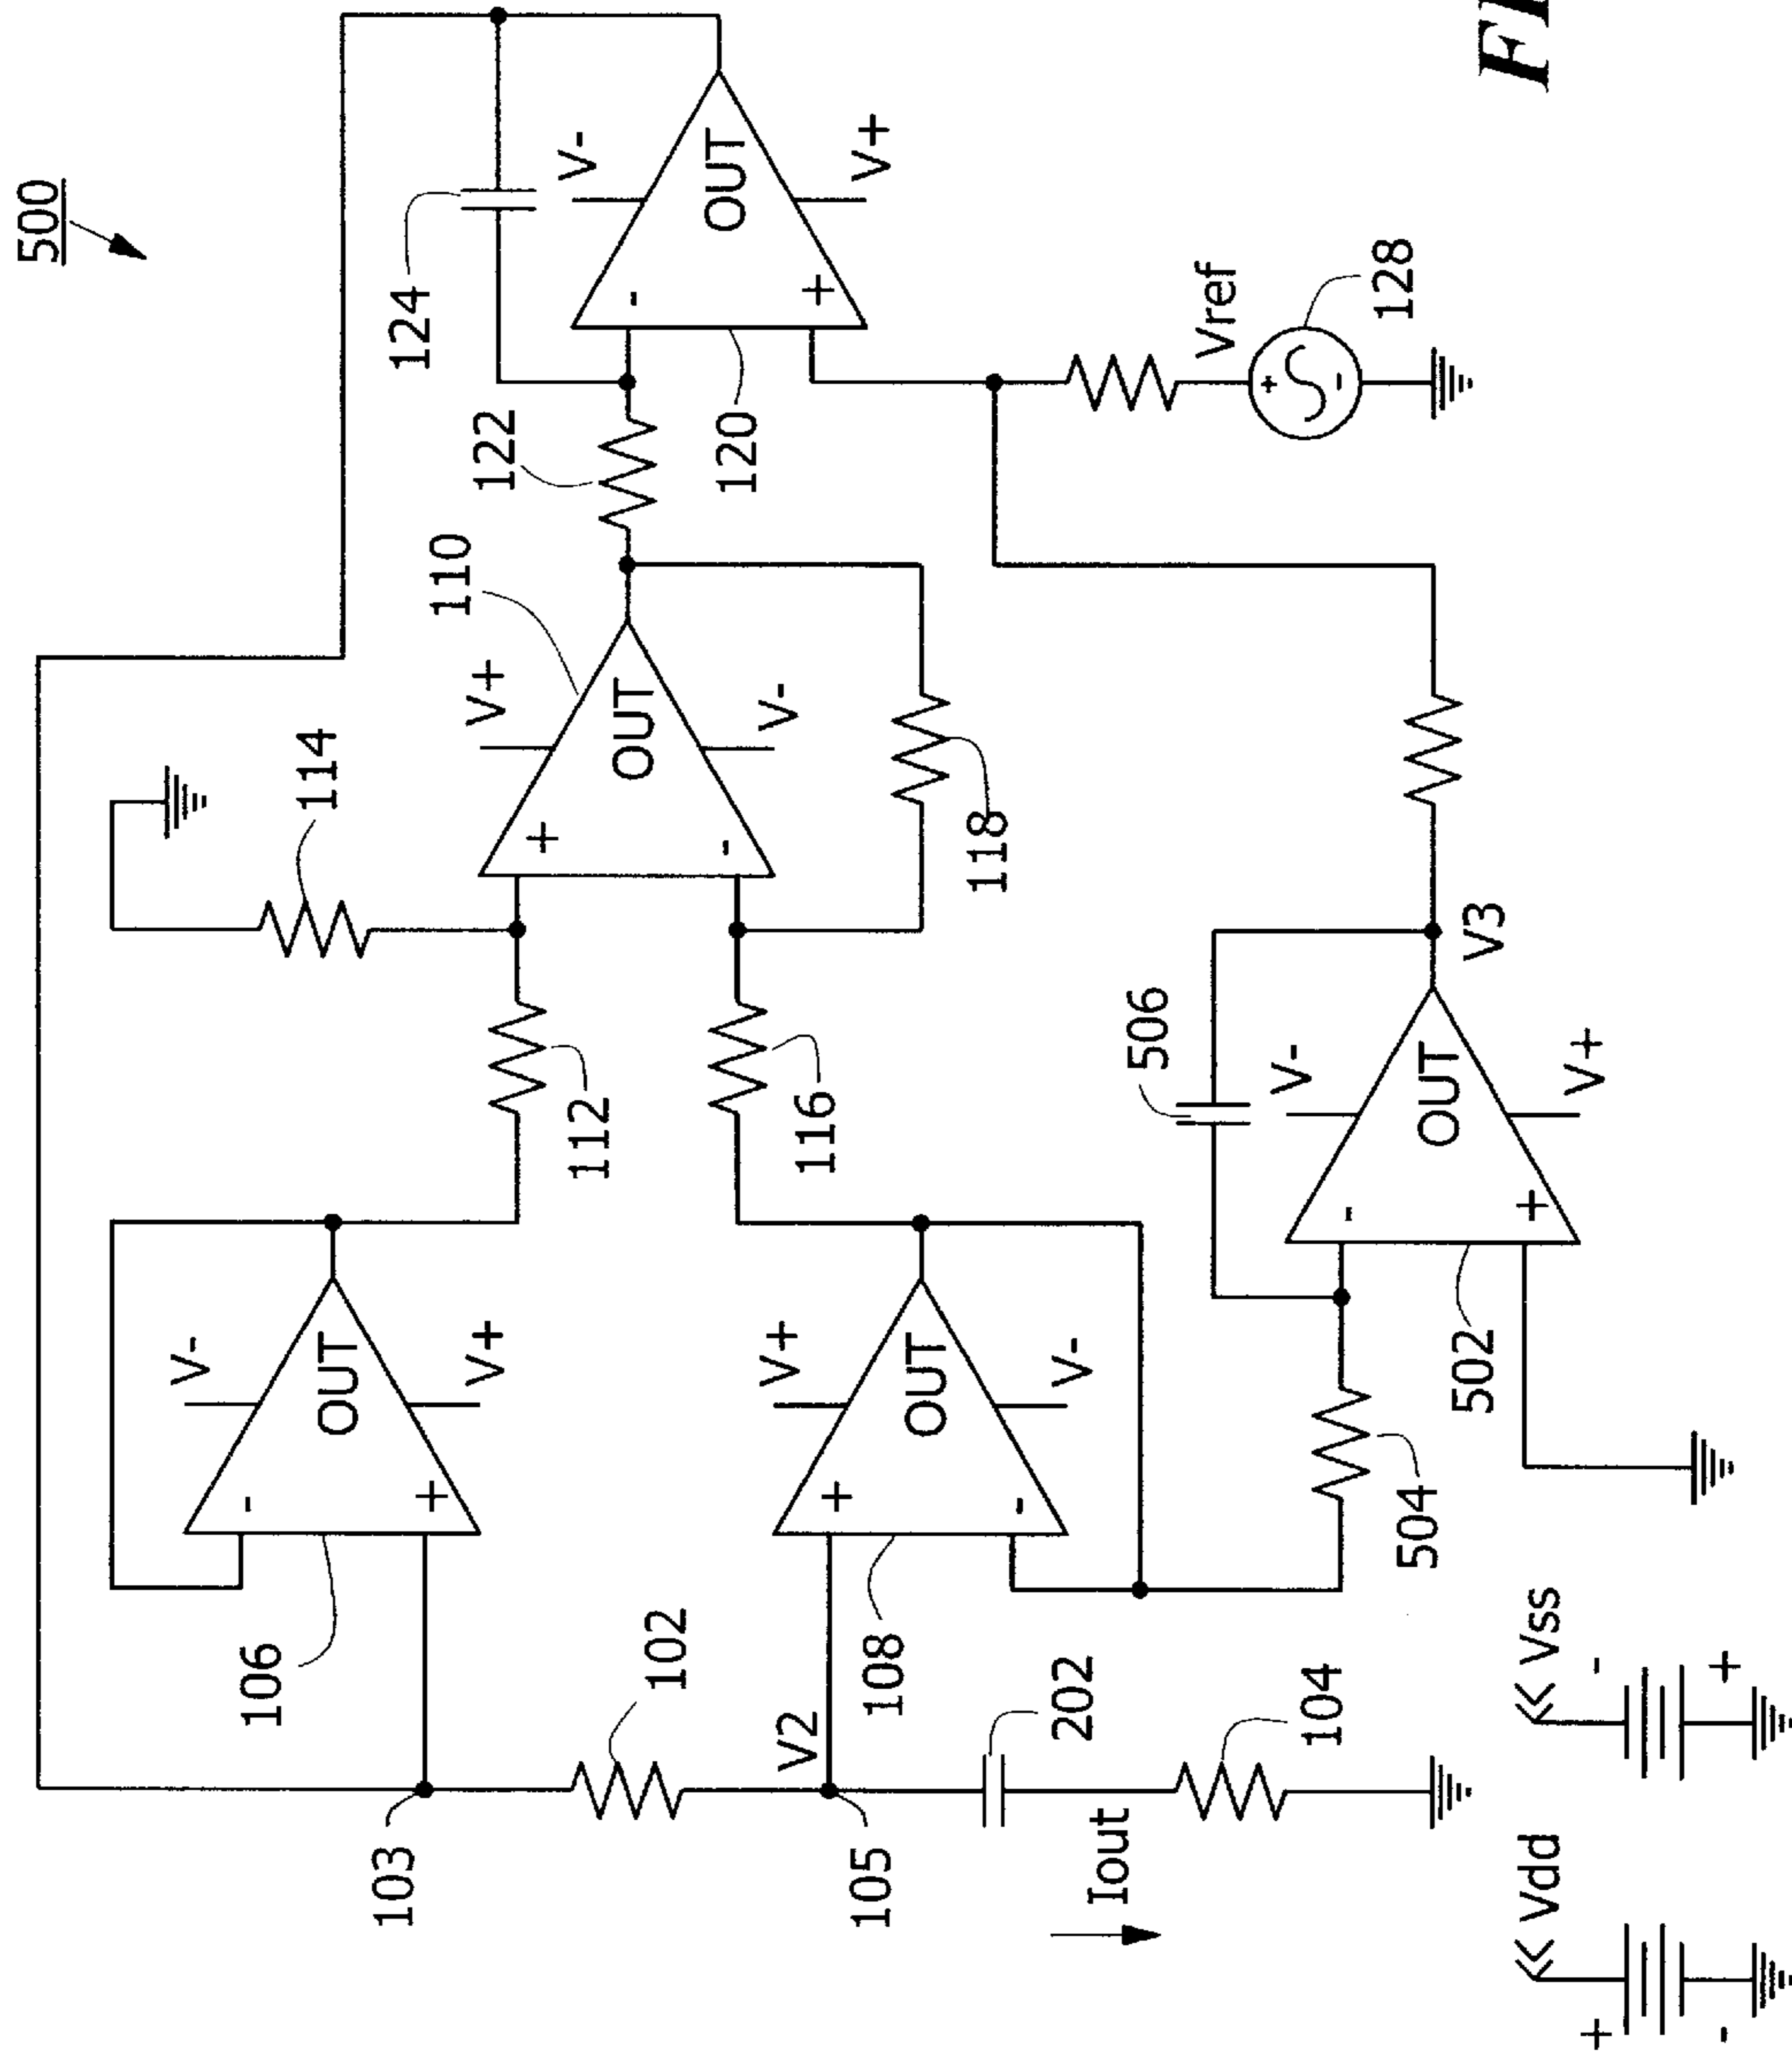 500
124
V-
OUT
-
+
V+
122
120
Vref
+
-
128
110
V+
114
OUT
+
-
V-
118
112
116
506
V-
OUT
-
+
V+
V3
502
504
V-
OUT
-
+
V+
106
V+
OUT
+
-
V-
108
102
V2
202
104
103
105
Iout
Vdd
+
-
Vss
-
+